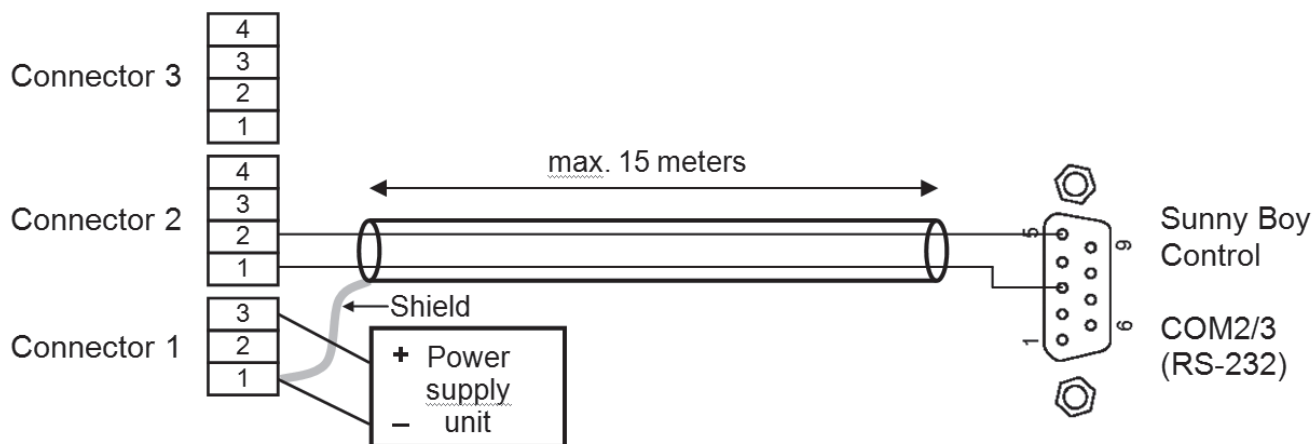 Connector 3
4
3
2
1
Connector 2
4
3
2
1
Connector 1
3
2
1
max. 15 meters
Shield
+ Power
supply
– unit
5
9
1
6
Sunny Boy
Control
COM2/3
(RS-232)